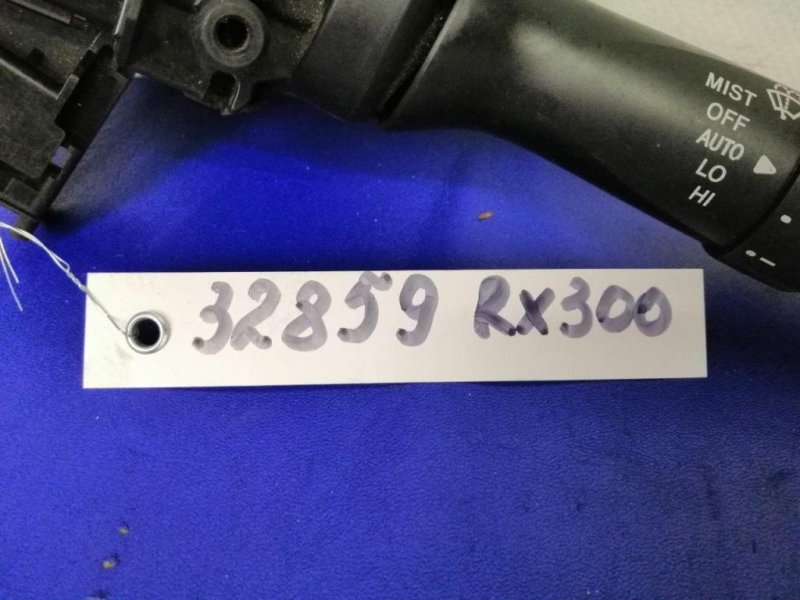 MIST
OFF
AUTO
LO
HI
32859 RX300